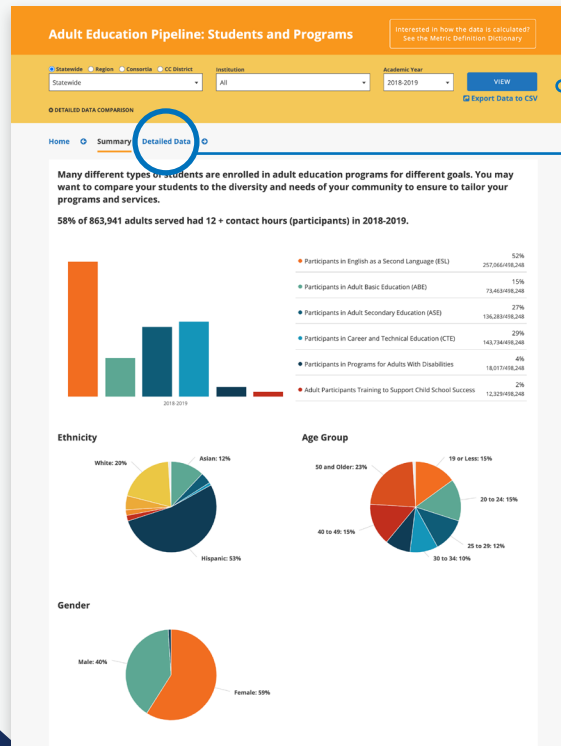 Adult Education Pipeline: Students and Programs
Interested in how the data is calculated?
See the Metric Definition Dictionary
Statewide Region Consortia CC District
Institution
Academic Year
Statewide
All
2018-2019
VIEW
Export Data to CSV
DETAILED DATA COMPARISON
Home Summary Detailed Data
Many different types of students are enrolled in adult education programs for different goals. You may
want to compare your students to the diversity and needs of your community to ensure to tailor your
programs and services.
58% of 863,941 adults served had 12 + contact hours (participants) in 2018-2019.
Participants in English as a Second Language (ESL) 52%
257,066/498,248
Participants in Adult Basic Education (ABE) 15%
73,463/498,248
Participants in Adult Secondary Education (ASE) 27%
136,283/498,248
Participants in Career and Technical Education (CTE) 29%
143,734/498,248
Participants in Programs for Adults With Disabilities 4%
18,017/498,248
Adult Participants Training to Support Child School Success 2%
12,329/498,248
2018-2019
Ethnicity
White: 20%
Asian: 12%
Hispanic: 53%
Age Group
50 and Older: 23%
19 or Less: 15%
20 to 24: 15%
40 to 49: 15%
25 to 29: 12%
30 to 34: 10%
Gender
Male: 40%
Female: 59%